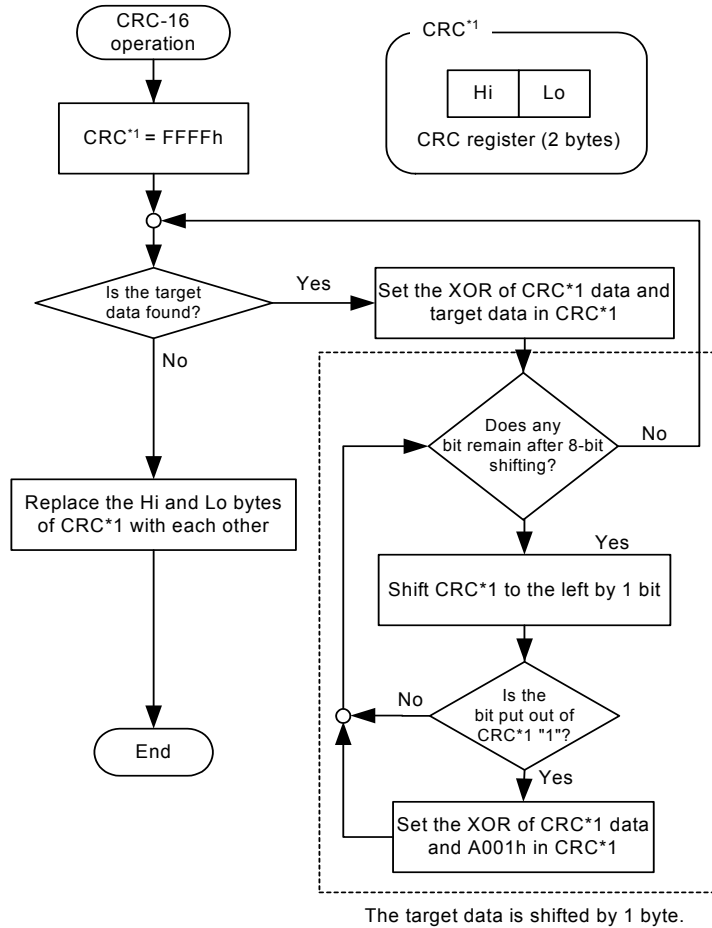 CRC-16
operation
CRC*1
Hi
Lo
CRC register (2 bytes)
CRC*1 = FFFFh
Is the target
data found?
Yes
Set the XOR of CRC*1 data and
target data in CRC*1
No
Does any
bit remain after 8-bit
shifting?
No
Replace the Hi and Lo bytes
of CRC*1 with each other
Yes
Shift CRC*1 to the left by 1 bit
Is the
bit put out of
CRC*1 "1"?
No
End
Yes
Set the XOR of CRC*1 data
and A001h in CRC*1
The target data is shifted by 1 byte.